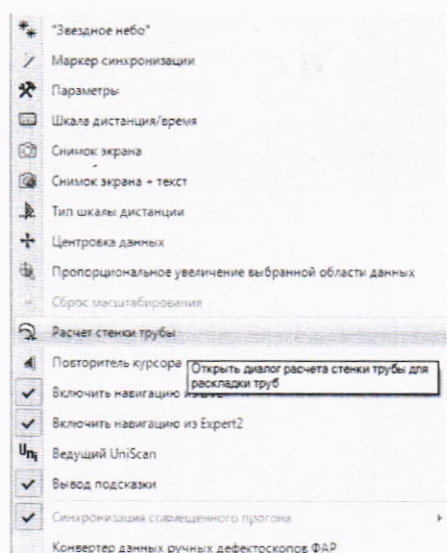 "Звездное небо"
Маркер синхронизации
Параметры
Шкала дистанция/время
Снимок экрана
Снимок экрана + текст
Тип шкалы дистанции
Центровка данных
Пропорциональное увеличение выбранной области данных
Сброс масштабирования
Расчет стенки трубы
Повторитель курсора
Открыть диалог расчета стенки трубы для
раскладки труб
Включить навигацию из
Включить навигацию из Expert2
Uni Ведущий UniScan
Вывод подсказки
Синхронизация совмещенного прогона
Конвертер данных ручных дефектоскопов ФАР